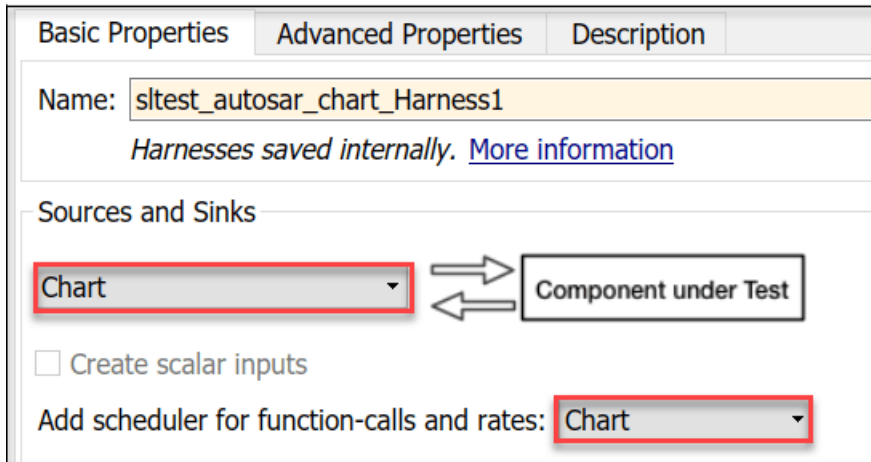 Basic Properties Advanced Properties Description
Name: sltest_autosar_chart_Harness1
Harnesses saved internally. More information
Sources and Sinks
Chart Component under Test
Create scalar inputs
Add scheduler for function-calls and rates: Chart